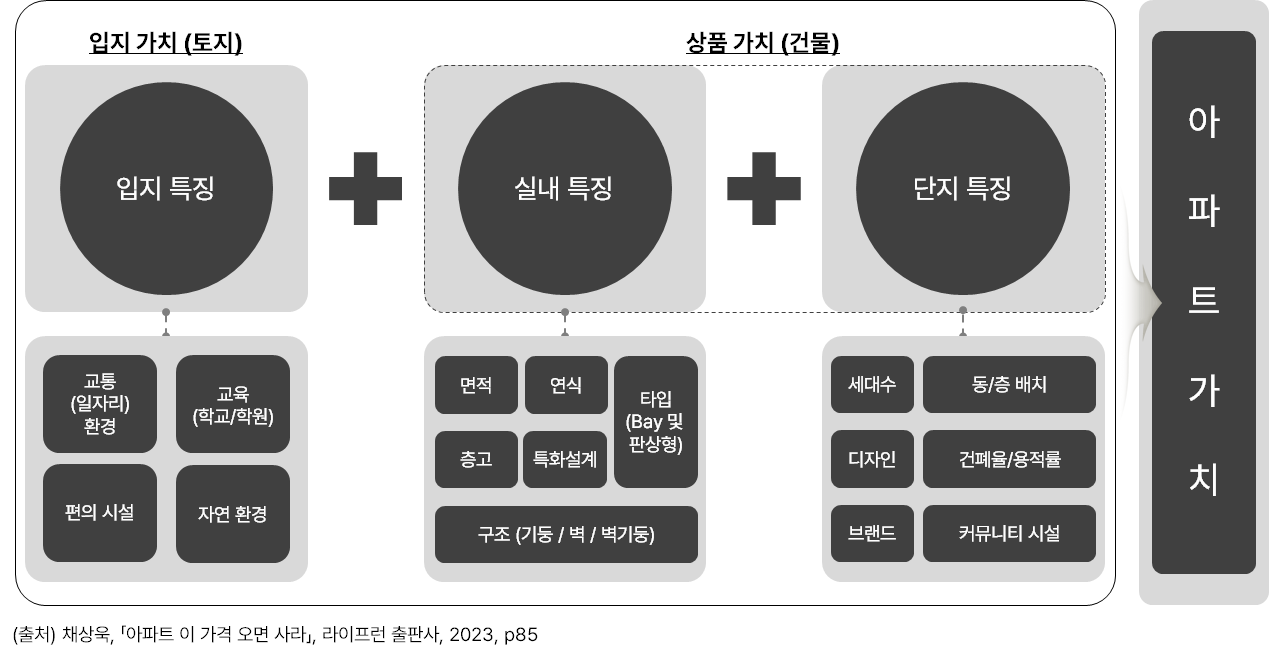 입지 가치 (토지)
상품 가치 (건물)
입지 특징
실내 특징
단지 특징
교통
(일자리)
환경
교육
(학교/학원)
편의 시설
자연 환경
면적
연식
타입
(Bay 및
판상형)
층고
특화설계
구조 (기둥 / 벽 / 벽기둥)
세대수
동/층 배치
디자인
건폐율/용적률
브랜드
커뮤니티 시설
아
파
트
가
치
(출처) 채상욱, ｢아파트 이 가격 오면 사라｣, 라이프런 출판사, 2023, p85